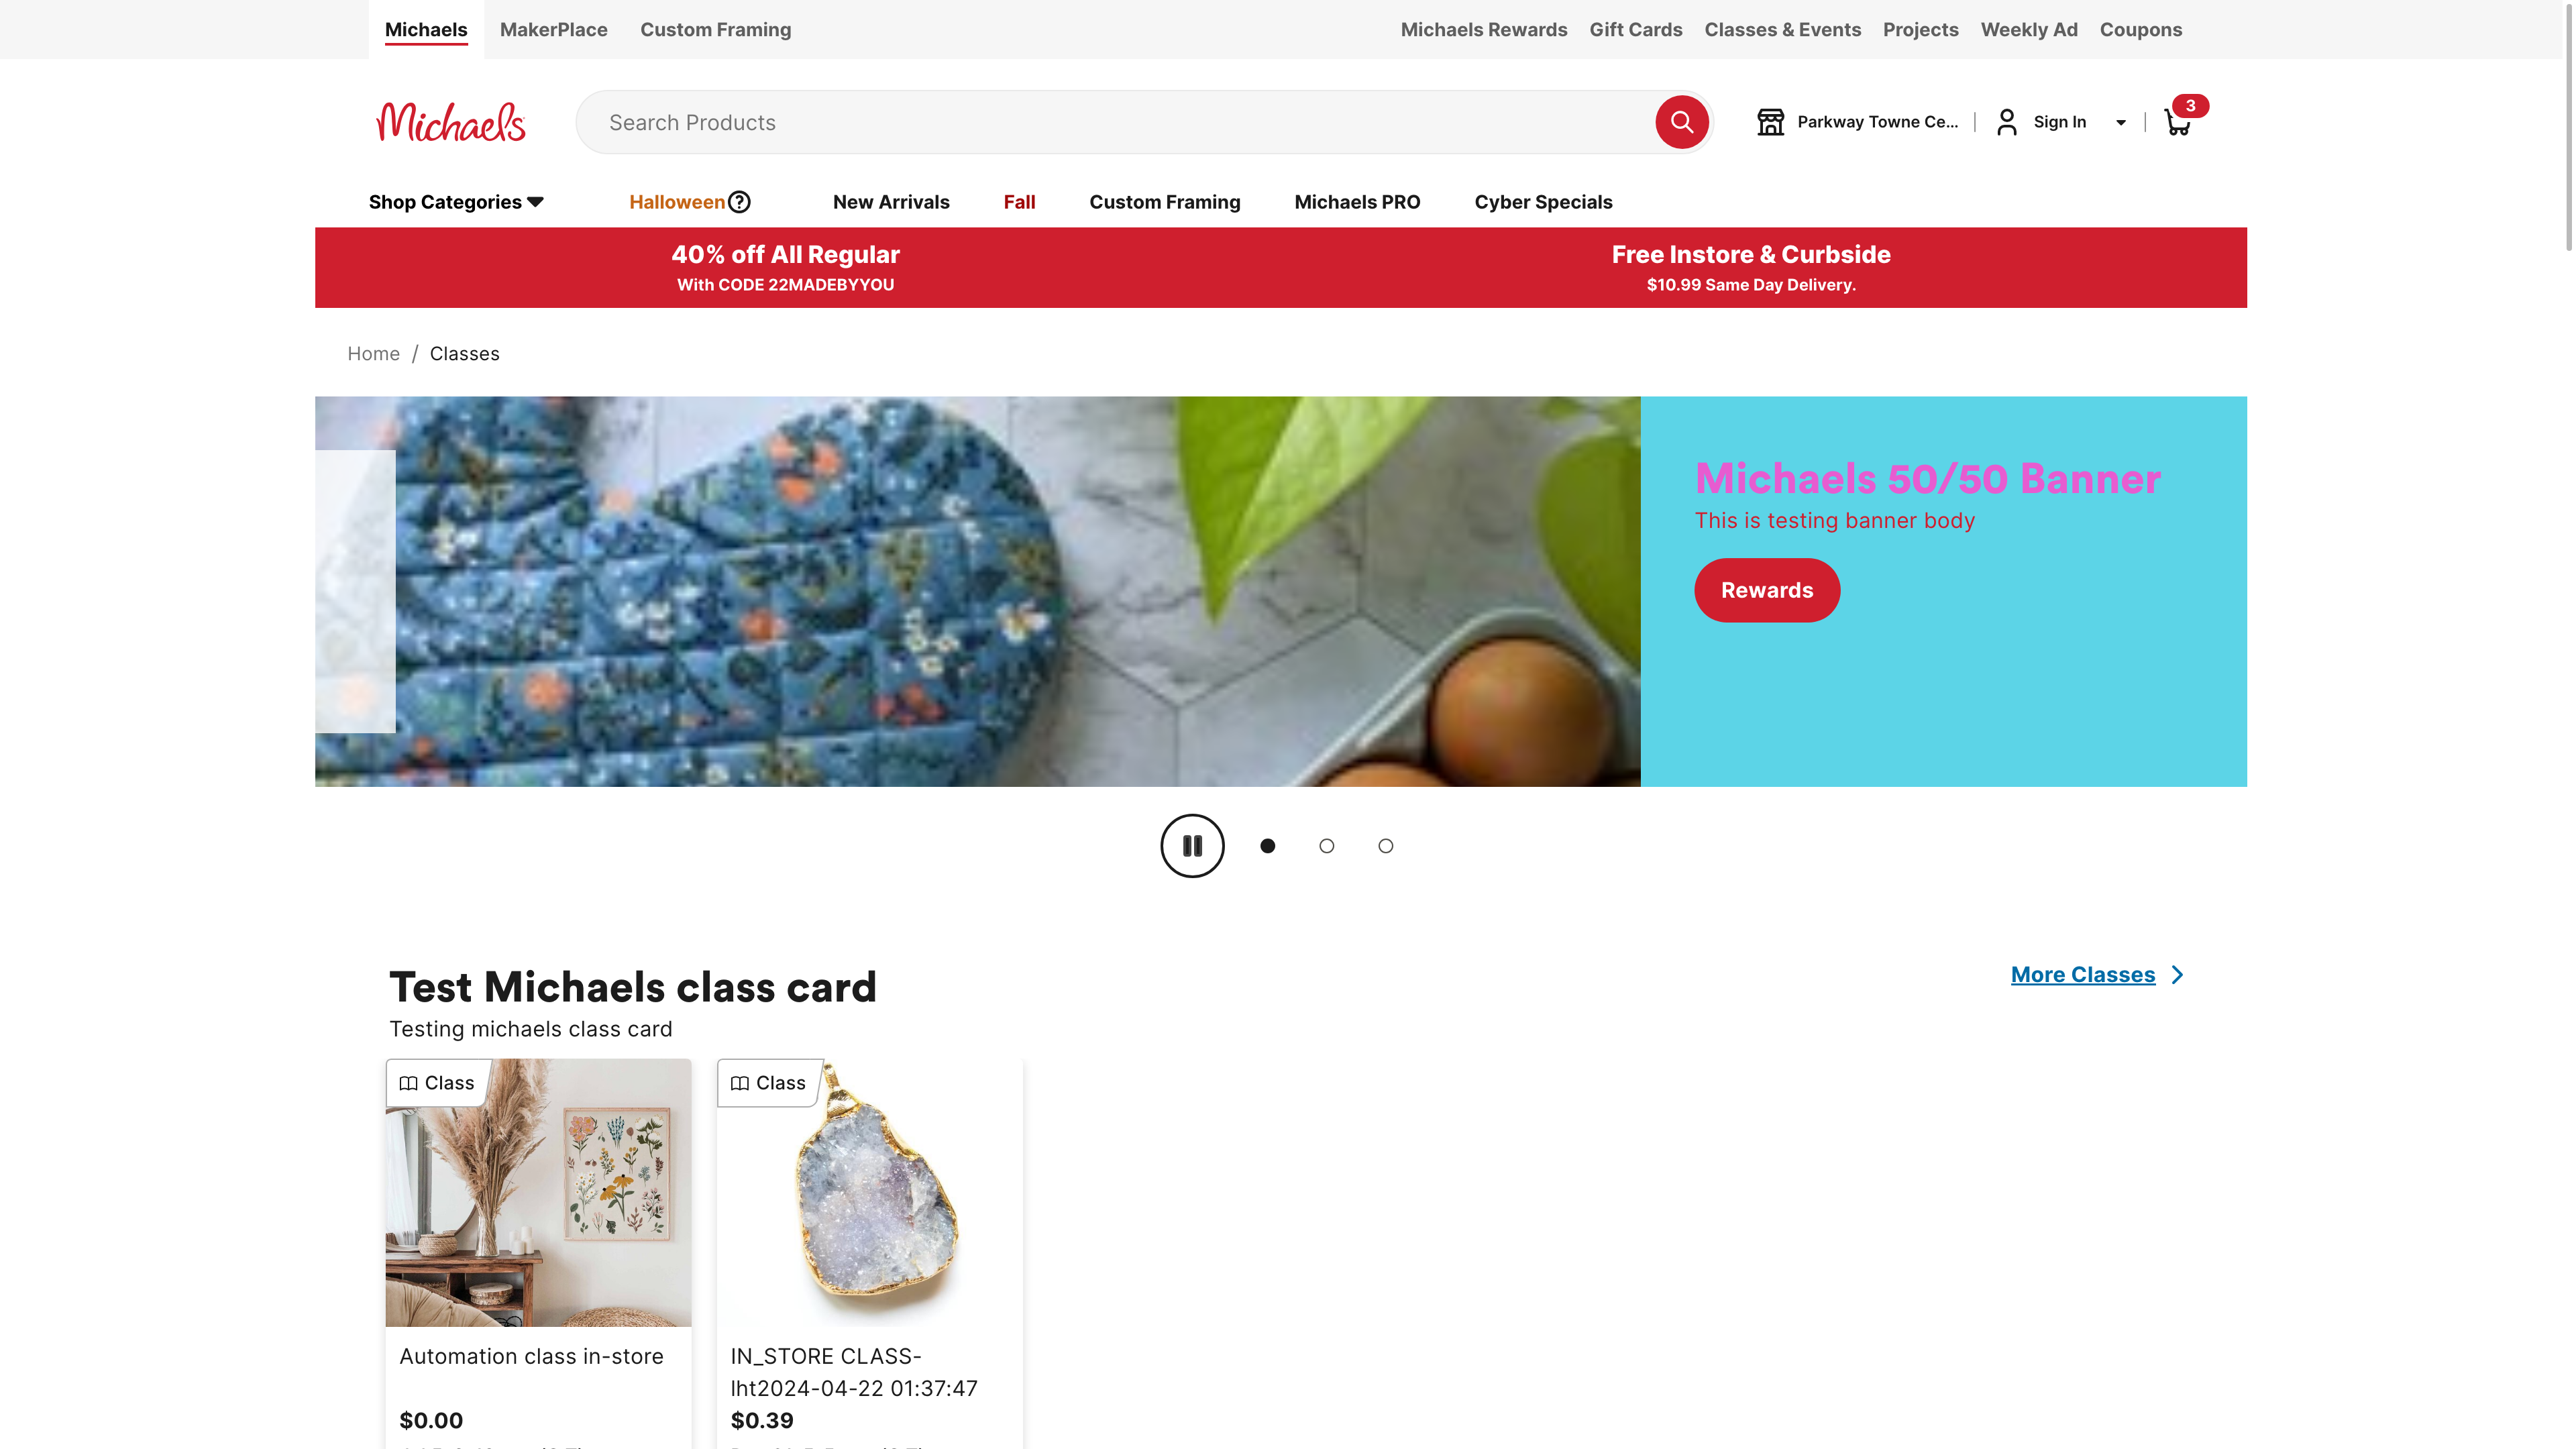 Michaels MakerPlace Custom Framing Michaels Rewards Gift Cards Classes & Events Projects Weekly Ad Coupons
Michaels Search Products Parkway Towne Ce... Sign In 3
Shop Categories Halloween New Arrivals Fall Custom Framing Michaels PRO Cyber Specials
40% off All Regular
With CODE 22MADEBYYOU
Free Instore & Curbside
$10.99 Same Day Delivery.
Home / Classes
Michaels 50/50 Banner
This is testing banner body
Rewards
Test Michaels class card
More Classes
Testing michaels class card
Class
Automation class in-store
$0.00
Class
IN_STORE CLASS-
lht2024-04-22 01:37:47
$0.39